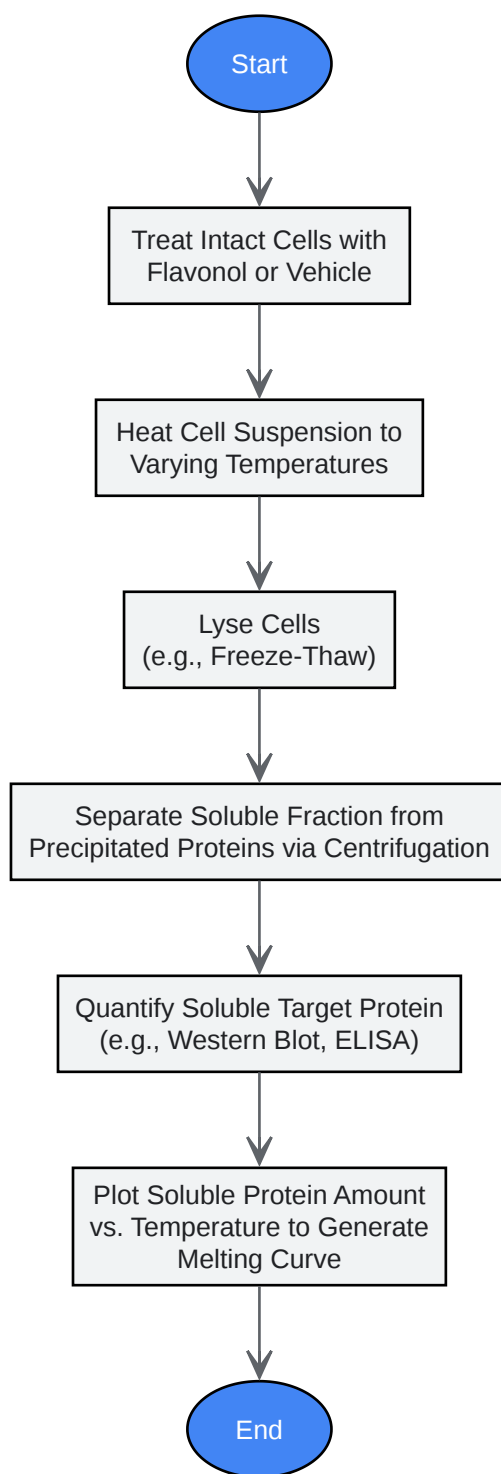 Start
Treat Intact Cells with
Flavonol or Vehicle
Heat Cell Suspension to
Varying Temperatures
Lyse Cells
(e.g., Freeze-Thaw)
Separate Soluble Fraction from
Precipitated Proteins via Centrifugation
Quantify Soluble Target Protein
(e.g., Western Blot, ELISA)
Plot Soluble Protein Amount
vs. Temperature to Generate
Melting Curve
End